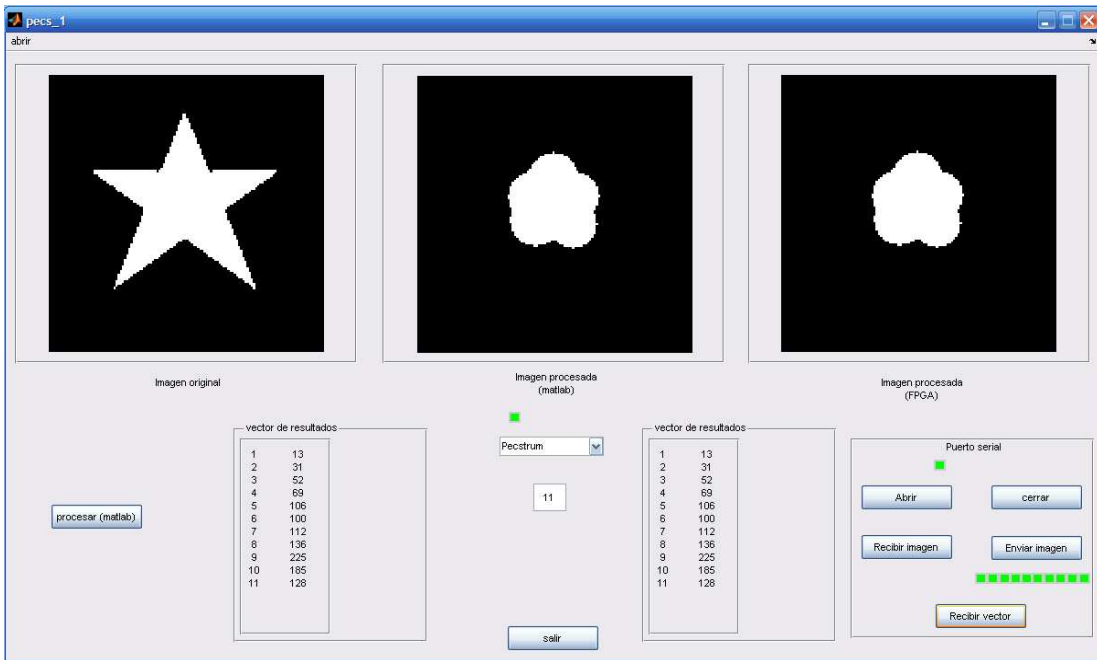 pecs_1
abrir
Imagen original
Imagen procesada
(matlab)
Imagen procesada
(FPGA)
procesar (matlab)
vector de resultados
1 13
2 31
3 52
4 69
5 106
6 100
7 112
8 136
9 225
10 185
11 128
Pecstrum
11
salir
vector de resultados
1 13
2 31
3 52
4 69
5 106
6 100
7 112
8 136
9 225
10 185
11 128
Puerto serial
Abrir cerrar
Recibir imagen Enviar imagen
Recibir vector